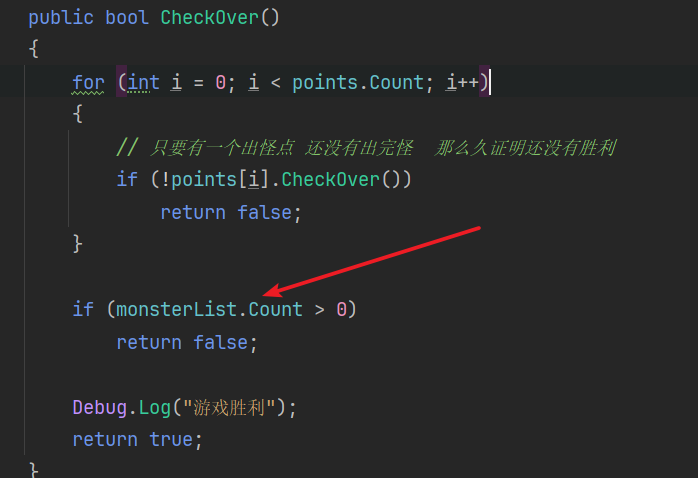 public bool CheckOver()
{
for (int i = 0; i < points.Count; i++)
{
// 只要有一个出怪点 还没有出完怪  那么久证明还没有胜利
if (!points[i].CheckOver())
return false;
}
if (monsterList.Count > 0)
return false;
Debug.Log("游戏胜利");
return true;
}